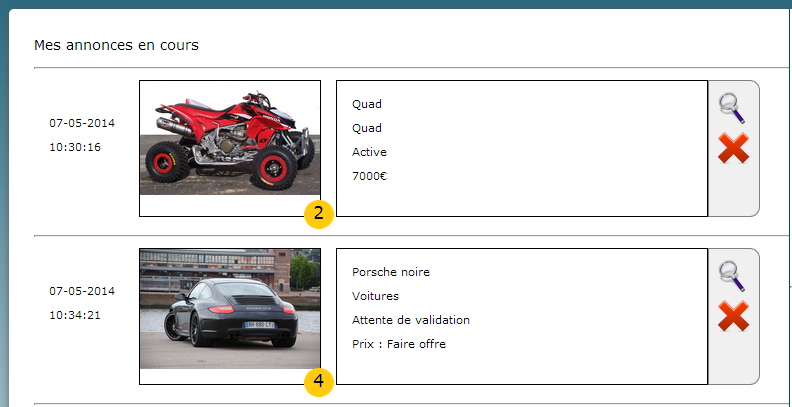 Mes annonces en cours
07-05-2014
10:30:16
2
Quad
Quad
Active
7000€
07-05-2014
10:34:21
4
Porsche noire
Voitures
Attente de validation
Prix : Faire offre